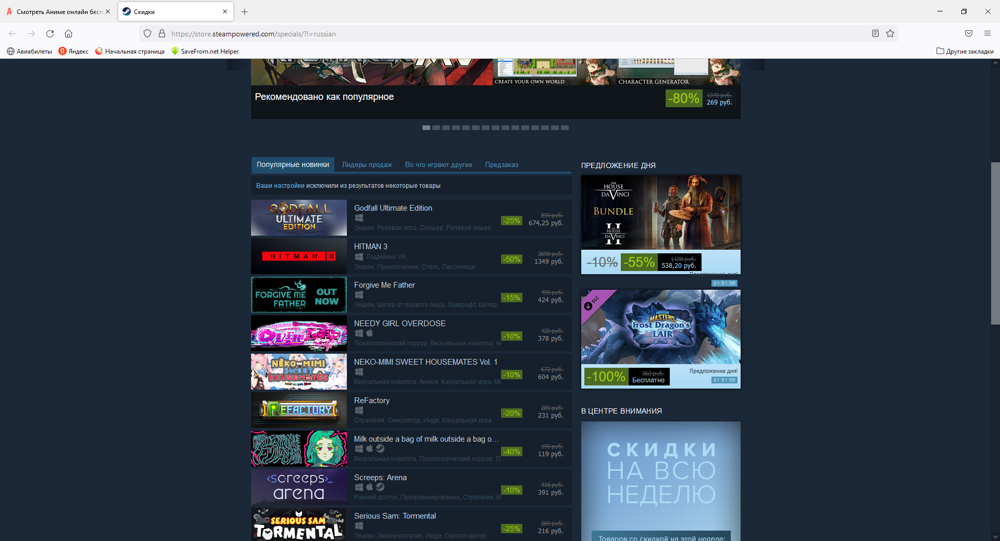 Смотреть Аниме онлайн бесп
Скидки
https://store.steampowered.com/specials/?l=russian
Авиабилеты
Яндекс
Начальная страница
SaveFrom.net Helper
Другие закладки
CREATE YOUR OWN WORLD
CHARACTER GENERATOR
Рекомендовано как популярное
-80%
1349 руб.
269 руб.
Популярные новинки
Лидеры продаж
Во что играют другие
Предзаказ
Ваши настройки исключили из результатов некоторые товары
GODFALL
ULTIMATE
EDITION
Godfall Ultimate Edition
Экшен, Ролевая игра, Слэшер, Ролевой экшен
-25%
899 руб.
674,25 руб.
HITMAN III
HITMAN 3
Поддержка VR
Экшен, Приключение, Стелс, Песочница
-50%
2698 руб.
1349 руб.
FORGIVE ME
FATHER
OUT
NOW
Forgive Me Father
Экшен, Шутер от первого лица, Лавкрафт, Шутер
-15%
499 руб.
424 руб.
NEEDY GIRL OVERDOSE
Психологический хоррор, Визуальная новелла, А
-10%
420 руб.
378 руб.
NEKO-MIMI
SWEET
HOUSEMATES
NEKO-MIMI SWEET HOUSEMATES Vol. 1
Визуальная новелла, Аниме, Казуальная игра, Ми
-10%
672 руб.
604 руб.
REFACTORY
ReFactory
Стратегия, Симулятор, Инди, Казуальная игра
-20%
289 руб.
231 руб.
Milk outside a bag of milk outside a bag o...
Визуальная новелла, Психологический хоррор, П
-40%
199 руб.
119 руб.
<screeps>_
arena
Screeps: Arena
Ранний доступ, Программирование, Стратегия, И
-10%
435 руб.
391 руб.
SERIOUS SAM
TORMENTAL
Serious Sam: Tormental
Экшен, Экшен-рогалик, Инди, Скролл-шутер
-25%
289 руб.
216 руб.
ПРЕДЛОЖЕНИЕ ДНЯ
THE
HOUSE
OF
DAVINCI
BUNDLE
THE
HOUSE
OF
DAVINCI
II
-10%
-55%
1198 руб.
538,20 руб.
Предложение дня!
01:51:56
DLC
MINION
MASTERS
Frost Dragon's
LAIR
-100%
360 руб.
Бесплатно
Предложение дня!
01:51:56
В ЦЕНТРЕ ВНИМАНИЯ
СКИДКИ
НА ВСЮ
НЕДЕЛЮ
Товаров со скидкой на этой неделе: